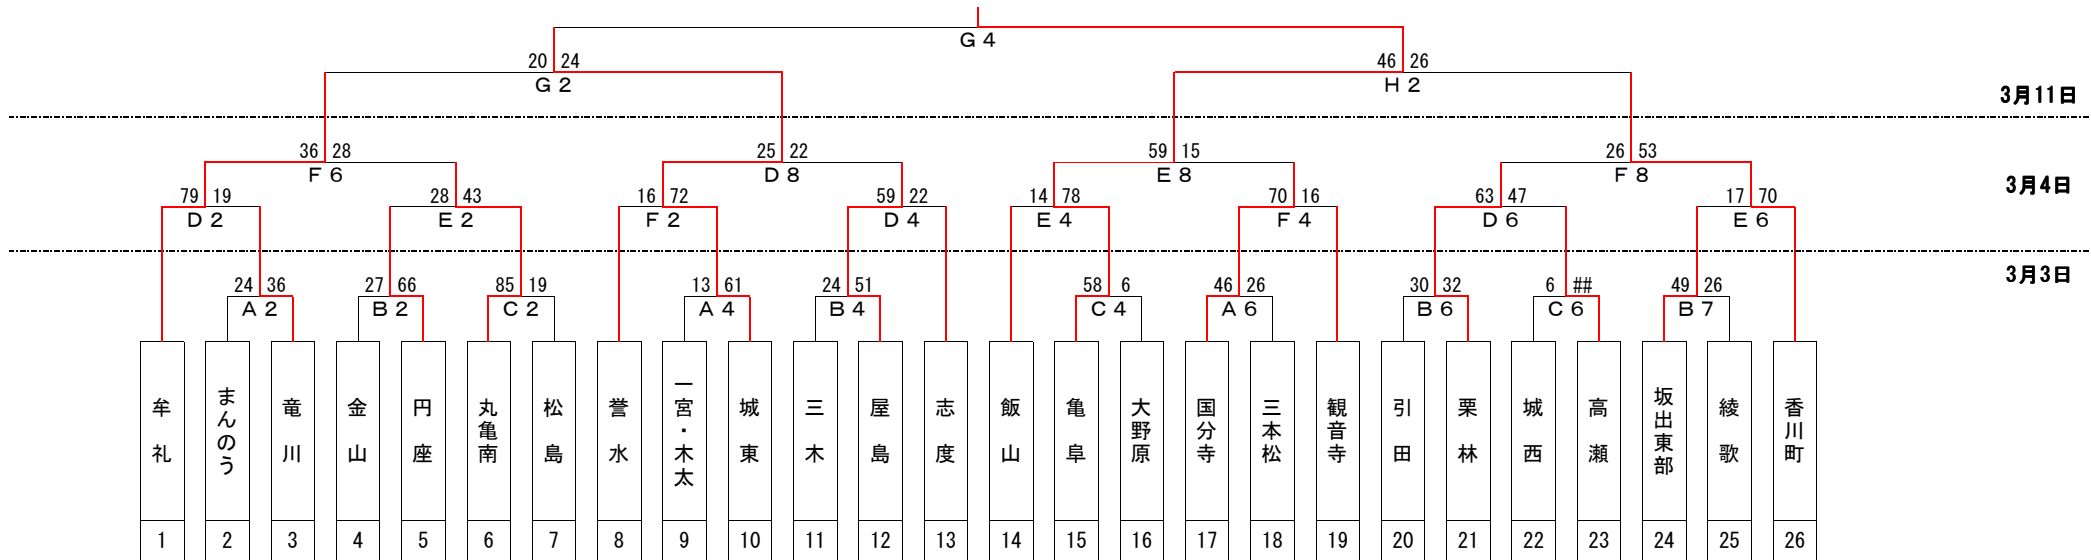 G4
20 24
46 26
G2
H2
3月11日
36 28
25 22
59 15
26 53
F6
D8
E8
F8
3月4日
79 19
28 43
16 72
59 22
14 78
70 16
63 47
17 70
D2
E2
F2
D4
E4
F4
D6
E6
3月3日
24 36
27 66
85 19
13 61
24 51
58 6
46 26
30 32
6 ##
49 26
A2
B2
C2
A4
B4
C4
A6
B6
C6
B7
牟礼
まんのう
竜川
金山
円座
丸亀南
松島
誉水
一宮・木太
城東
三木
屋島
志度
飯山
亀阜
大野原
国分寺
三本松
観音寺
引田
栗林
城西
高瀬
坂出東部
綾歌
香川町
1 2 3 4 5 6 7 8 9 10 11 12 13 14 15 16 17 18 19 20 21 22 23 24 25 26